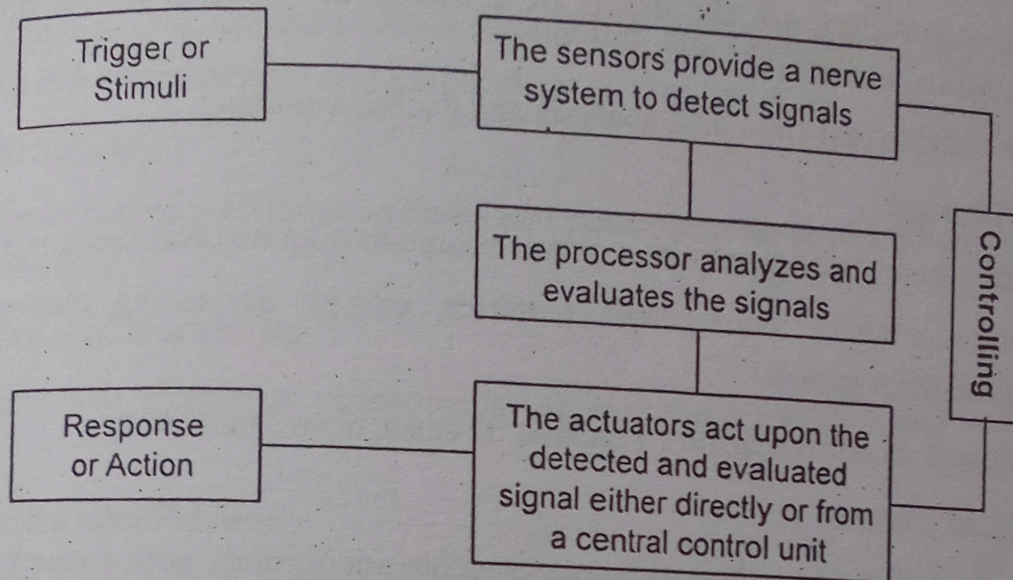 Trigger or
Stimuli
The sensors provide a nerve
system to detect signals
The processor analyzes and
evaluates the signals
Controlling
Response
or Action
The actuators act upon the
detected and evaluated
signal either directly or from
a central control unit